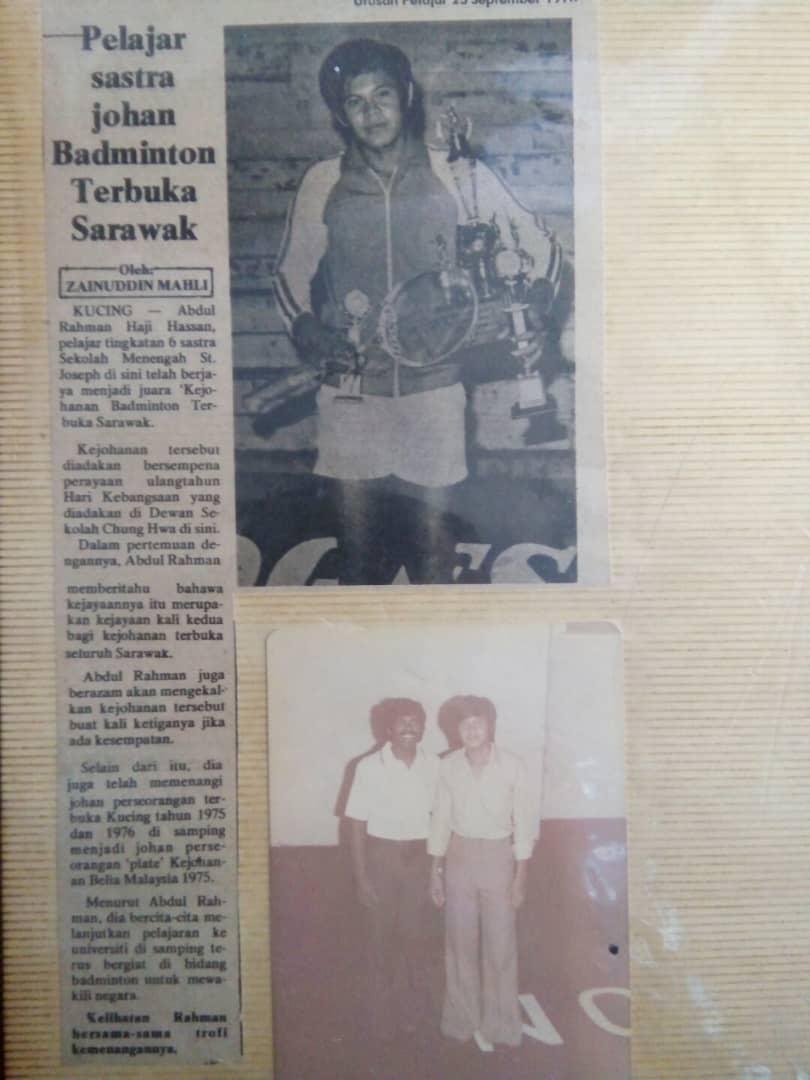 Utusan Pelajar 23 September 197
Pelajar
sastra
johan
Badminton
Terbuka
Sarawak
Oleh:
ZAINUDDIN MAHLI
KUCING — Abdul
Rahman Haji Hassan,
pelajar tingkatan 6 sastra
Sekolah Menengah St.
Joseph di sini telah berja-
ya menjadi juara 'Kejo-
hanan Badminton Ter-
buka Sarawak.
Kejohanan tersebut
diadakan bersempena
perayaan ulangtahun
Hari Kebangsaan yang
diadakan di Dewan Se-
kolah Chung Hwa di sini.
Dalam pertemuan de-
ngannya, Abdul Rahman
memberitahu bahawa
kejayaannya itu merupa-
kan kejayaan kali kedua
bagi kejohanan terbuka
seluruh Sarawak.
Abdul Rahman juga
berazam akan mengekal-
kan kejohanan tersebut
buat kali ketiganya jika
ada kesempatan.
Selain dari itu, dia
juga telah memenangi
johan perseorangan ter-
buka Kucing tahun 1975
dan 1976 di samping
menjadi johan perse-
orangan 'plate' Kejohan-
an Belia Malaysia 1975.
Menurut Abdul Rah-
man, dia bercita-cita me-
lanjutkan pelajaran ke
universiti di samping te-
rus bergiat di bidang
badminton untuk mewa-
kili negara.
Kelihatan Rahman
bersama-sama trofi
kemenangannya.